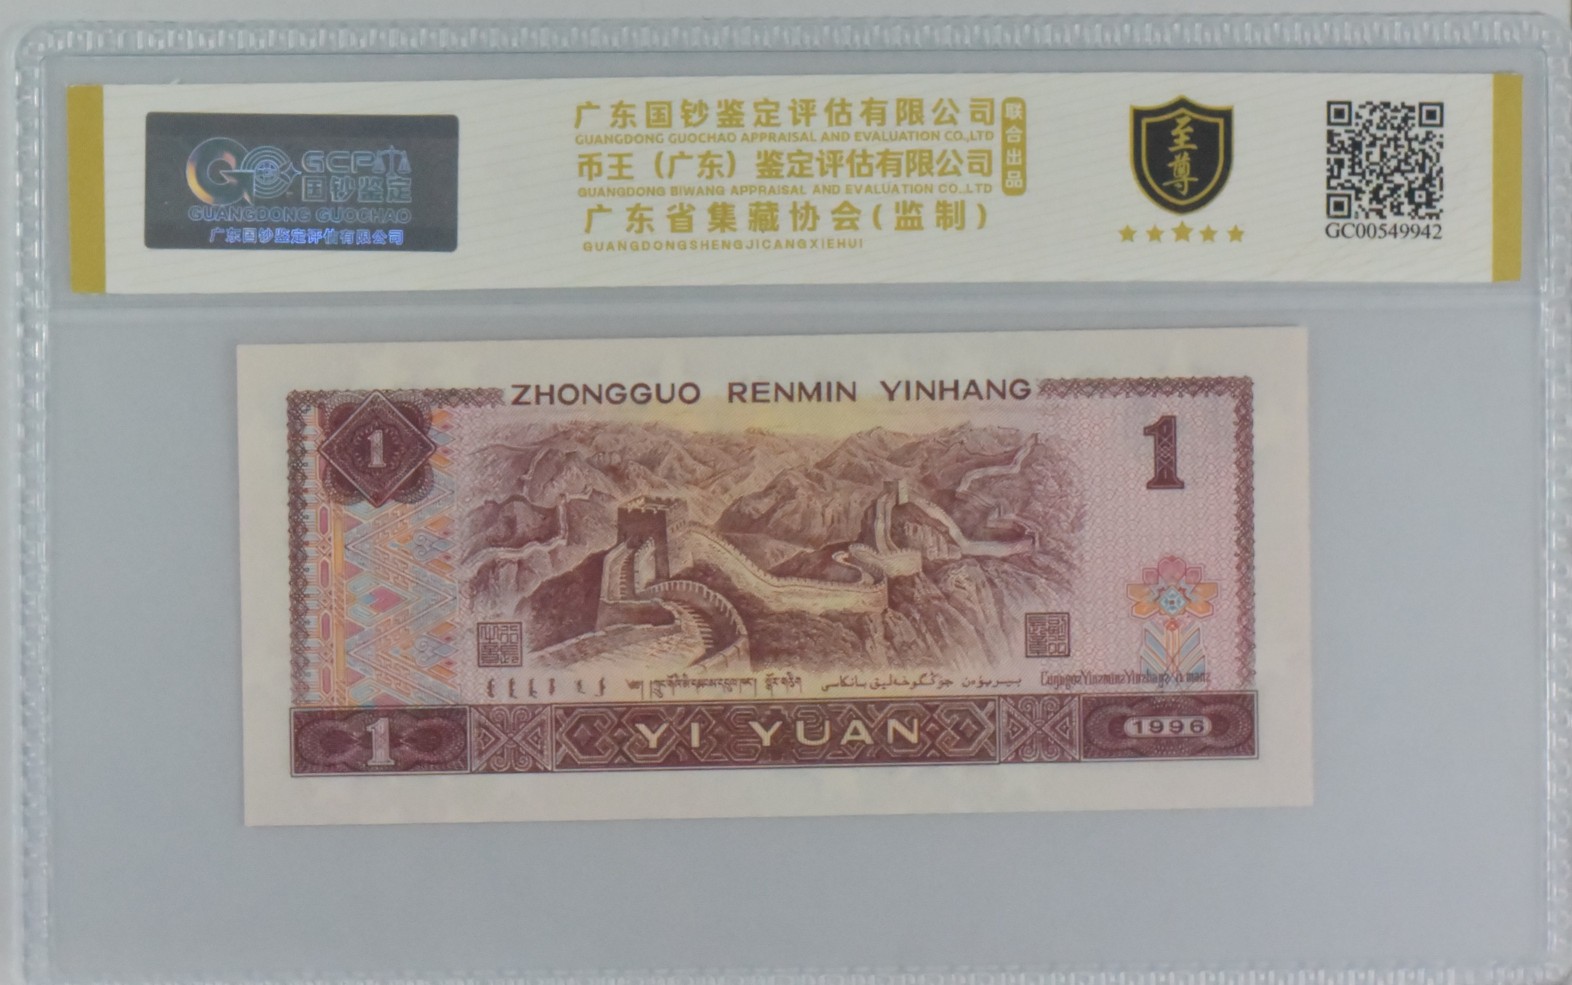 GCP
国钞鉴定
GUANGDONG GUOCHAO
广东国钞鉴定评估有限公司
广东国钞鉴定评估有限公司
GUANGDONG GUOCHAO APPRAISAL AND EVALUATION CO.,LTD
币王（广东）鉴定评估有限公司
GUANGDONG BIWANG APPRAISAL AND EVALUATION CO.,LTD
联合出品
广东省集藏协会(监制)
GUANGDONGSHENGJICANGXIEHUI
至尊
GC00549942
ZHONGGUO RENMIN YINHANG
1
1
1
YI YUAN
1996